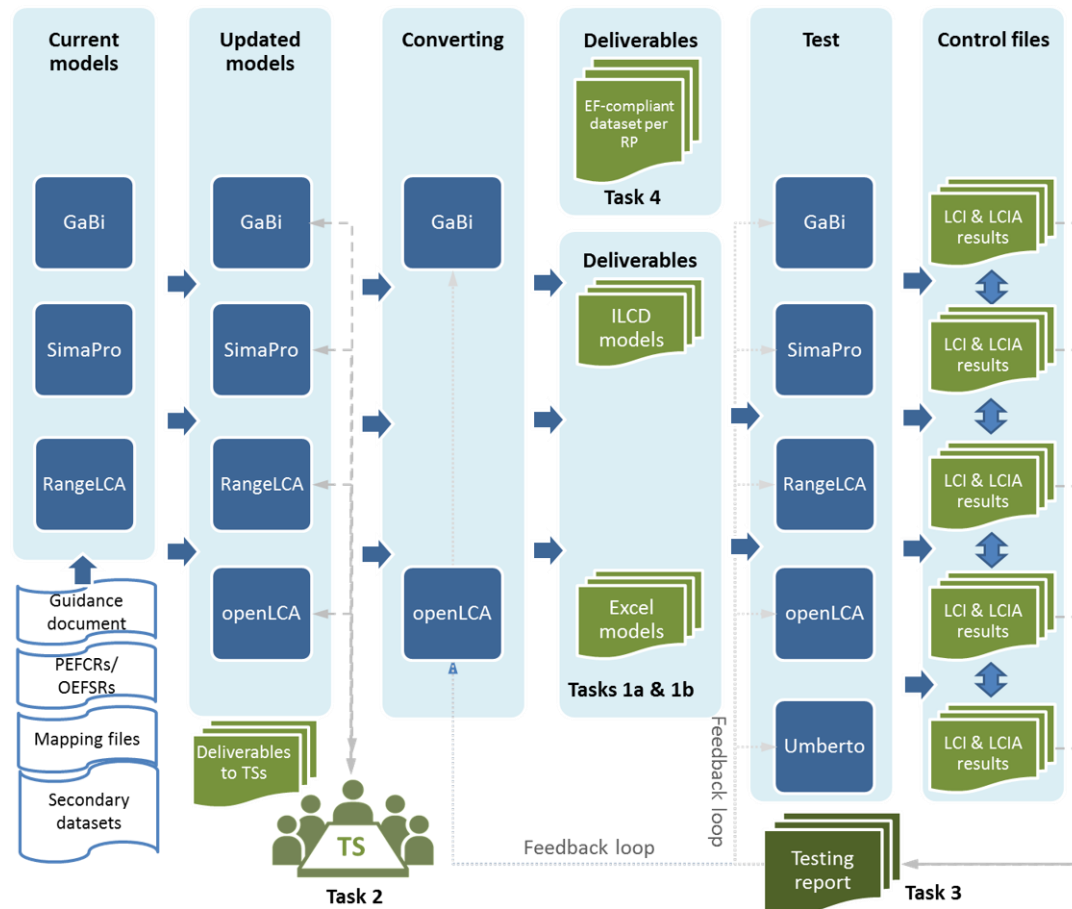 Current
models
GaBi
SimaPro
RangeLCA
Guidance
document
PEFCRs/
OEFSRs
Mapping files
Secondary
datasets
Updated
models
GaBi
SimaPro
RangeLCA
openLCA
Deliverables
to TSs
TS
Task 2
Converting
GaBi
openLCA
Deliverables
EF-compliant
dataset per
RP
Task 4
Deliverables
ILCD
models
Excel
models
Tasks 1a & 1b
Feedback loop
Feedback loop
Test
GaBi
SimaPro
RangeLCA
openLCA
Umberto
Testing
report
Task 3
Control files
LCI & LCIA
results
LCI & LCIA
results
LCI & LCIA
results
LCI & LCIA
results
LCI & LCIA
results